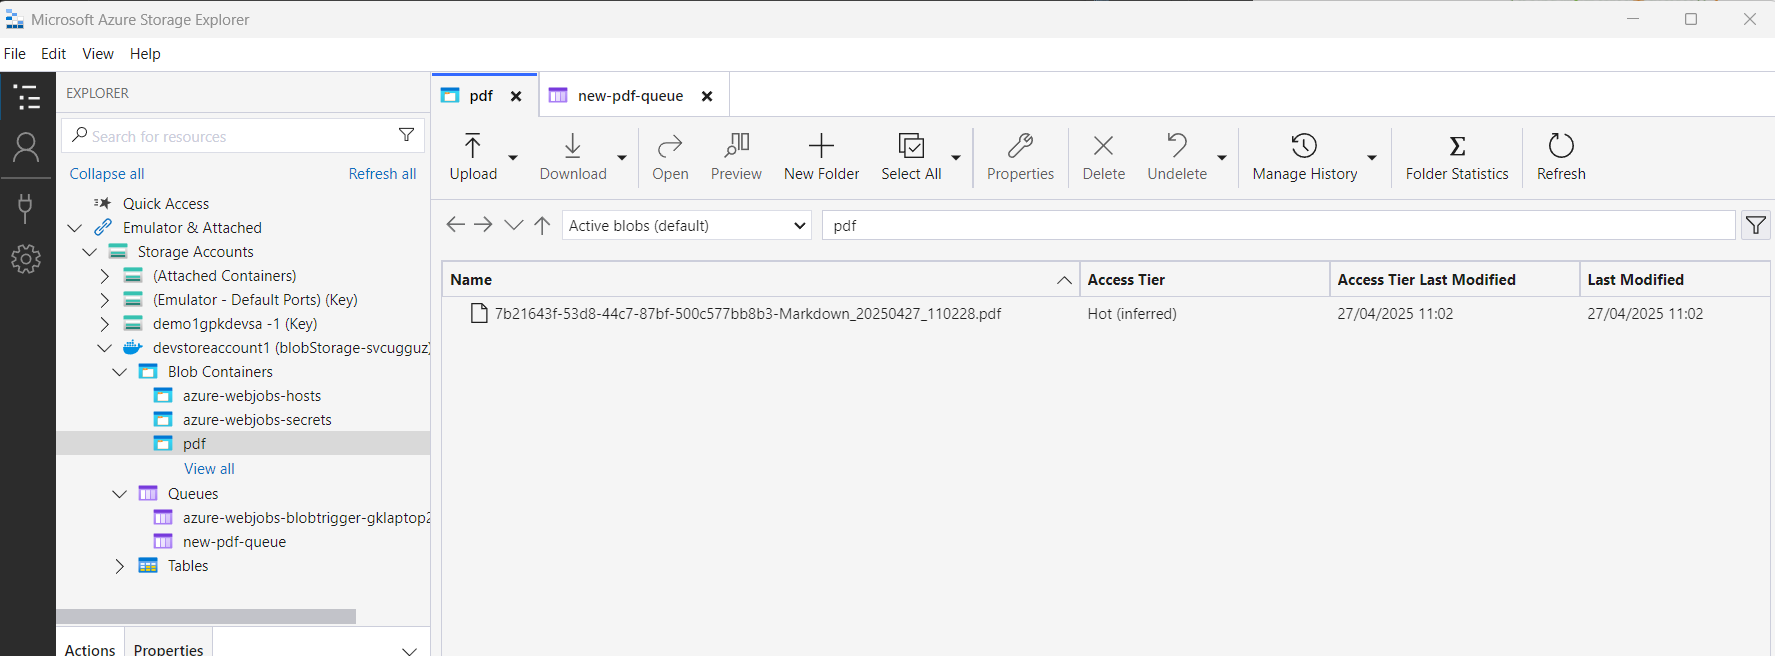 Microsoft Azure Storage Explorer
File Edit View Help
EXPLORER
Search for resources
Collapse all Refresh all
Quick Access
Emulator & Attached
Storage Accounts
(Attached Containers)
(Emulator - Default Ports) (Key)
demo1gpkdevsa -1 (Key)
devstoreaccount1 (blobStorage-svcugguz)
Blob Containers
azure-webjobs-hosts
azure-webjobs-secrets
pdf
View all
Queues
azure-webjobs-blobtrigger-gklaptop2
new-pdf-queue
Tables
Actions Properties
pdf new-pdf-queue
Upload Download Open Preview New Folder Select All Properties Delete Undelete Manage History Folder Statistics Refresh
Active blobs (default) pdf
Name Access Tier Access Tier Last Modified Last Modified
7b21643f-53d8-44c7-87bf-500c577bb8b3-Markdown_20250427_110228.pdf Hot (inferred) 27/04/2025 11:02 27/04/2025 11:02